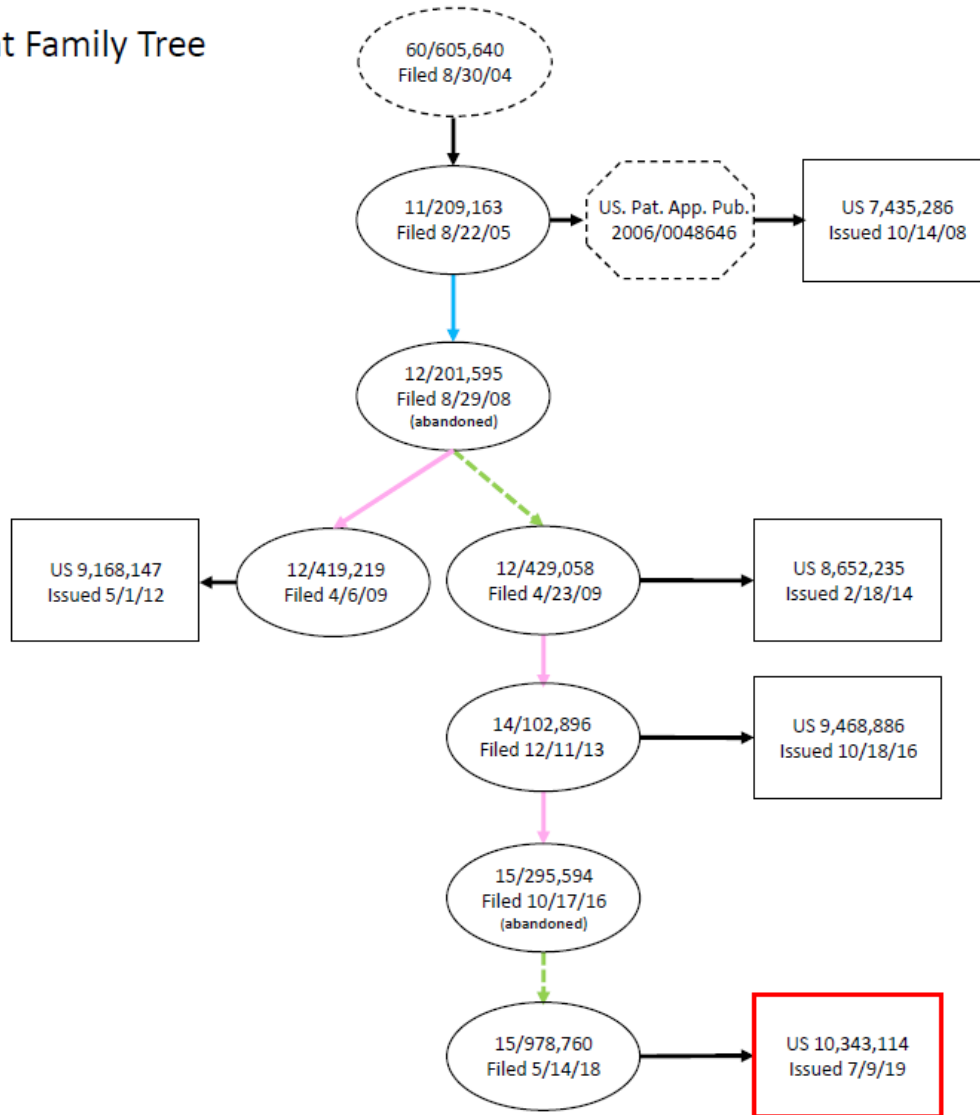 t Family Tree
60/605,640
Filed 8/30/04
11/209,163
Filed 8/22/05
US. Pat. App. Pub.
2006/0048646
US 7,435,286
Issued 10/14/08
12/201,595
Filed 8/29/08
(abandoned)
US 9,168,147
Issued 5/1/12
12/419,219
Filed 4/6/09
12/429,058
Filed 4/23/09
US 8,652,235
Issued 2/18/14
14/102,896
Filed 12/11/13
US 9,468,886
Issued 10/18/16
15/295,594
Filed 10/17/16
(abandoned)
15/978,760
Filed 5/14/18
US 10,343,114
Issued 7/9/19